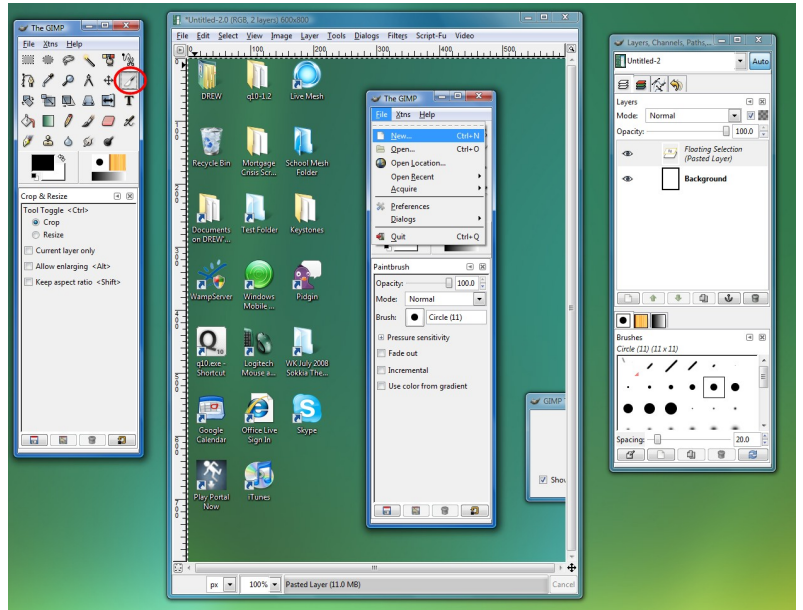 The GIMP
File Xtns Help
T
Crop & Resize
Tool Toggle <Ctrl>
Crop
Resize
Current layer only
Allow enlarging <Alt>
Keep aspect ratio <Shift>
*Untitled-2.0 (RGB, 2 layers) 600x800
File Edit Select View Image Layer Tools Dialogs Filters Script-Fu Video
0 100 200 300 400 500
DREW q10-1.2 Live Mesh
Recycle Bin Mortgage Crisis Scr... School Mesh Folder
Documents on DREW'... Test Folder Keystones
WampServer Windows Mobile... Pidgin
Q10
q10.exe - Shortcut Logitech Mouse a... WKJuly 2008 Sokkia The...
Google Calendar Office Live Sign In Skype
Play Portal Now iTunes
The GIMP
File Xtns Help
New... Ctrl+N
Open... Ctrl+O
Open Location...
Open Recent
Acquire
Preferences
Dialogs
Quit Ctrl+Q
Paintbrush
Opacity: 100.0
Mode: Normal
Brush: Circle (11)
Pressure sensitivity
Fade out
Incremental
Use color from gradient
GIMP
Show
px 100% Pasted Layer (11.0 MB) Cancel
Layers, Channels, Paths,...
Untitled-2 Auto
Layers
Mode: Normal
Opacity: 100.0
Floating Selection
(Pasted Layer)
Background
Brushes
Circle (11) (11 x 11)
Spacing: 20.0